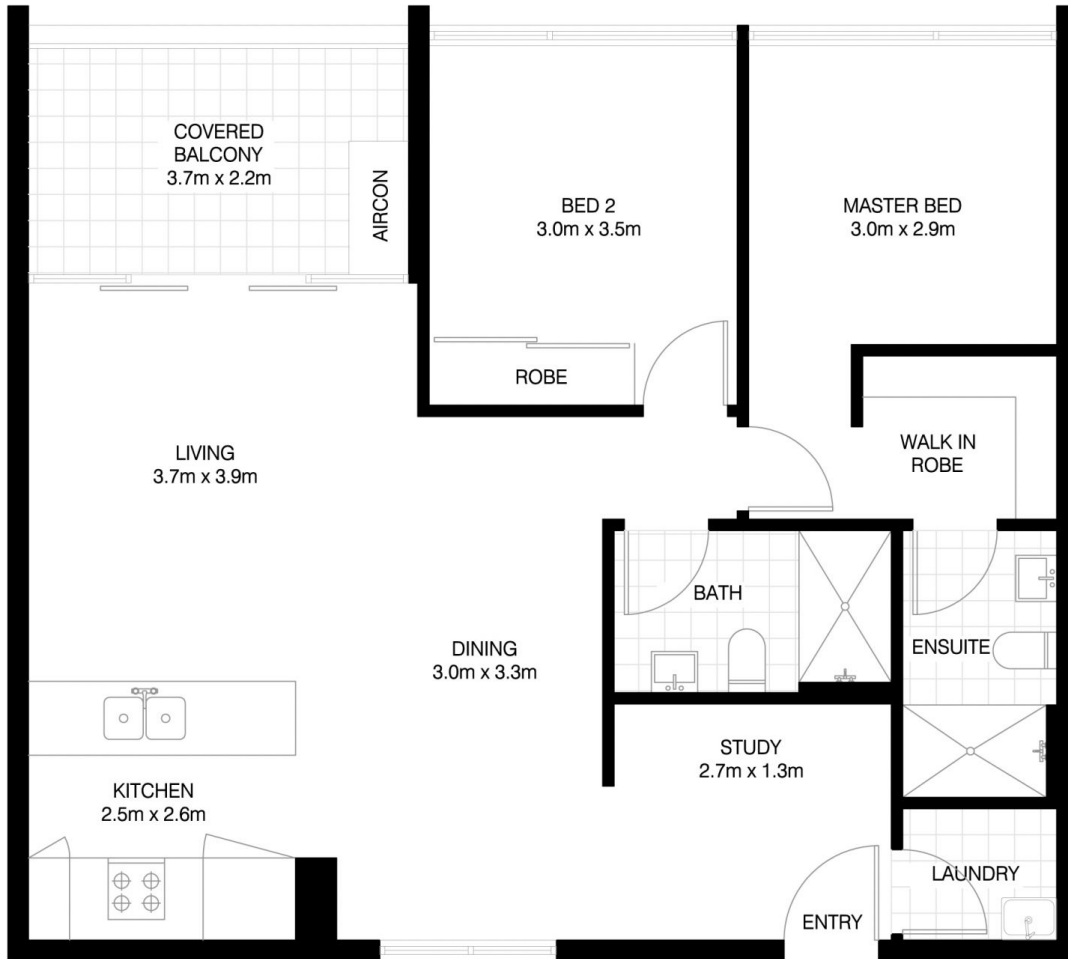 COVERED
BALCONY
3.7m x 2.2m
AIRCON
BED 2
3.0m x 3.5m
MASTER BED
3.0m x 2.9m
ROBE
LIVING
3.7m x 3.9m
WALK IN
ROBE
BATH
DINING
3.0m x 3.3m
ENSUITE
STUDY
2.7m x 1.3m
KITCHEN
2.5m x 2.6m
LAUNDRY
ENTRY